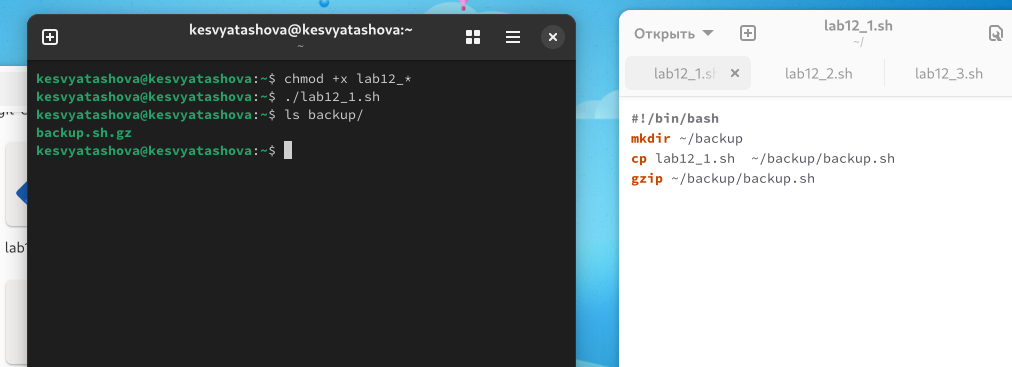 kesvyatashova@kesvyatashova:~
~
kesvyatashova@kesvyatashova:~$ chmod +x lab12_*
kesvyatashova@kesvyatashova:~$ ./lab12_1.sh
kesvyatashova@kesvyatashova:~$ ls backup/
backup.sh.gz
kesvyatashova@kesvyatashova:~$
Открыть
lab12_1.sh
~/
lab12_1.sh
lab12_2.sh
lab12_3.sh
#!/bin/bash
mkdir ~/backup
cp lab12_1.sh  ~/backup/backup.sh
gzip ~/backup/backup.sh